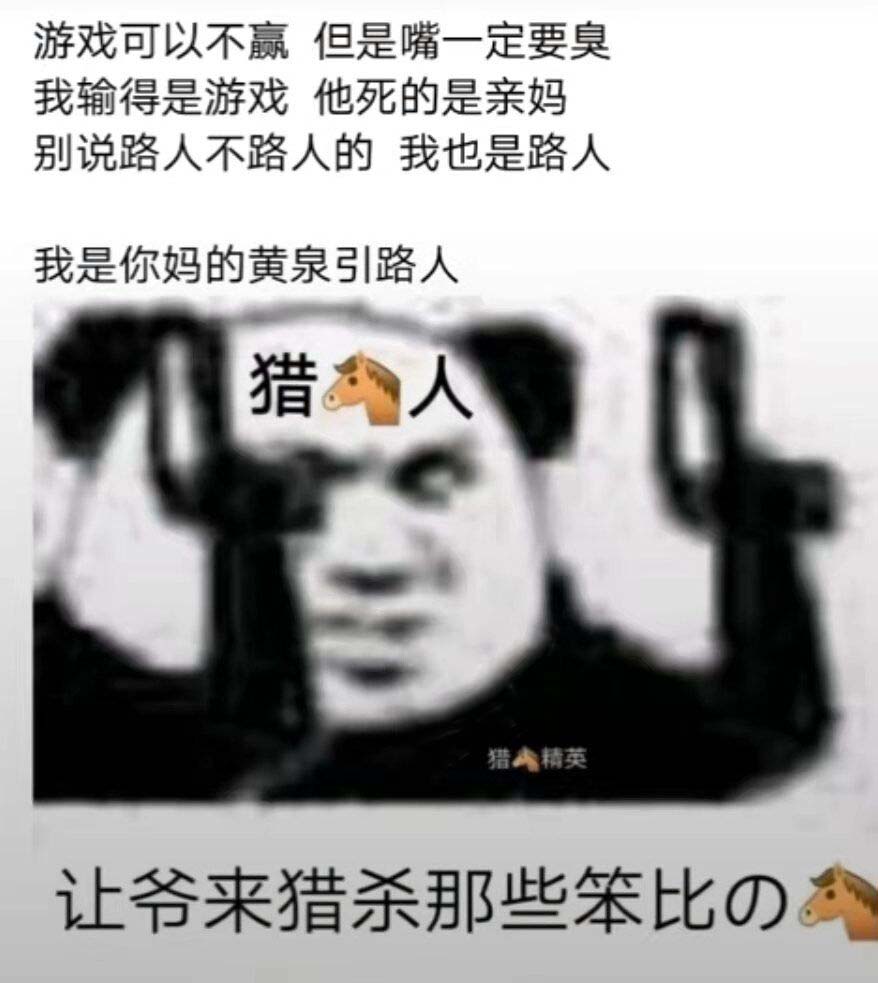 游戏可以不赢 但是嘴一定要臭
我输得是游戏 他死的是亲妈
别说路人不路人的 我也是路人
我是你妈的黄泉引路人
猎🐴人
猎🐴精英
让爷来猎杀那些笨比の🐴